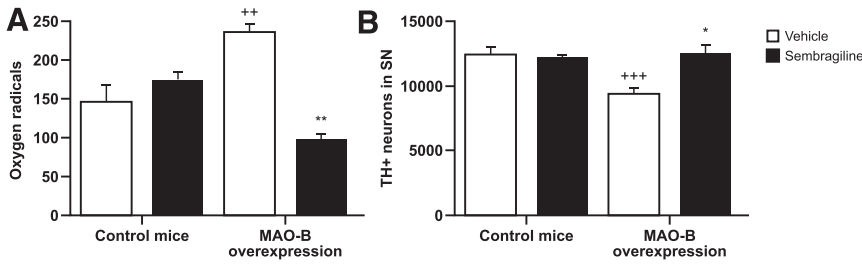 A
Oxygen radicals
250
200
150
100
50
0
++
**
Control mice
MAO-B
overexpression
B
TH+ neurons in SN
15000
10000
5000
0
+++
*
Control mice
MAO-B
overexpression
Vehicle
Sembragiline